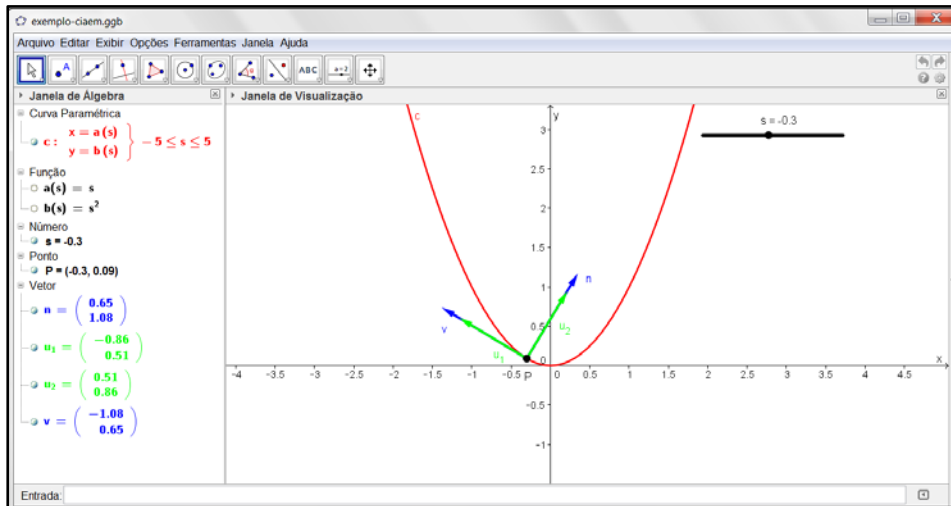 exemplo-ciaem.ggb
Arquivo Editar Exibir Opções Ferramentas Janela Ajuda
A
ABC
a=2
Janela de Álgebra
Curva Paramétrica
c : x = a(s)
y = b(s) } − 5 ≤ s ≤ 5
Função
a(s) = s
b(s) = s²
Número
s = -0.3
Ponto
P = (-0.3, 0.09)
Vetor
n = ( 0.65
1.08 )
u₁ = ( −0.86
0.51 )
u₂ = ( 0.51
0.86 )
v = ( −1.08
0.65 )
Janela de Visualização
c
y
s = -0.3
3
2.5
2
1.5
1
n
v
0.5
u₂
u₁
0
x
-4 -3.5 -3 -2.5 -2 -1.5 -1 -0.5 P 0 0.5 1 1.5 2 2.5 3 3.5 4 4.5
-0.5
-1
Entrada: